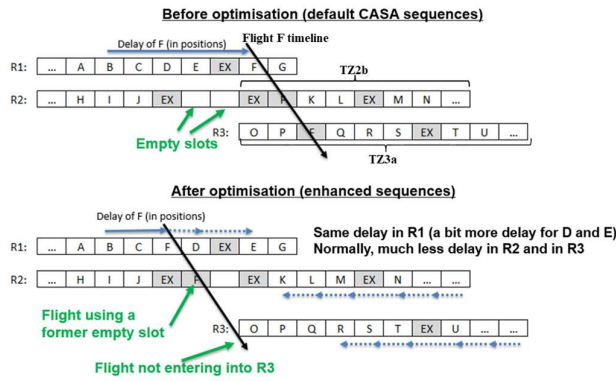 Before optimisation (default CASA sequences)
Delay of F (in positions)
Flight F timeline
R1: ... A B C D E EX F G
TZ2b
R2: ... H I J EX EX F K L EX M N ...
Empty slots
R3: O P F Q R S EX T U ...
TZ3a
After optimisation (enhanced sequences)
Delay of F (in positions)
Same delay in R1 (a bit more delay for D and E)
Normally, much less delay in R2 and in R3
R1: ... A B C F D EX E G
R2: ... H I J EX F EX K L M EX N ... ...
Flight using a
former empty slot
R3: O P Q R S T EX U ... ...
Flight not entering into R3